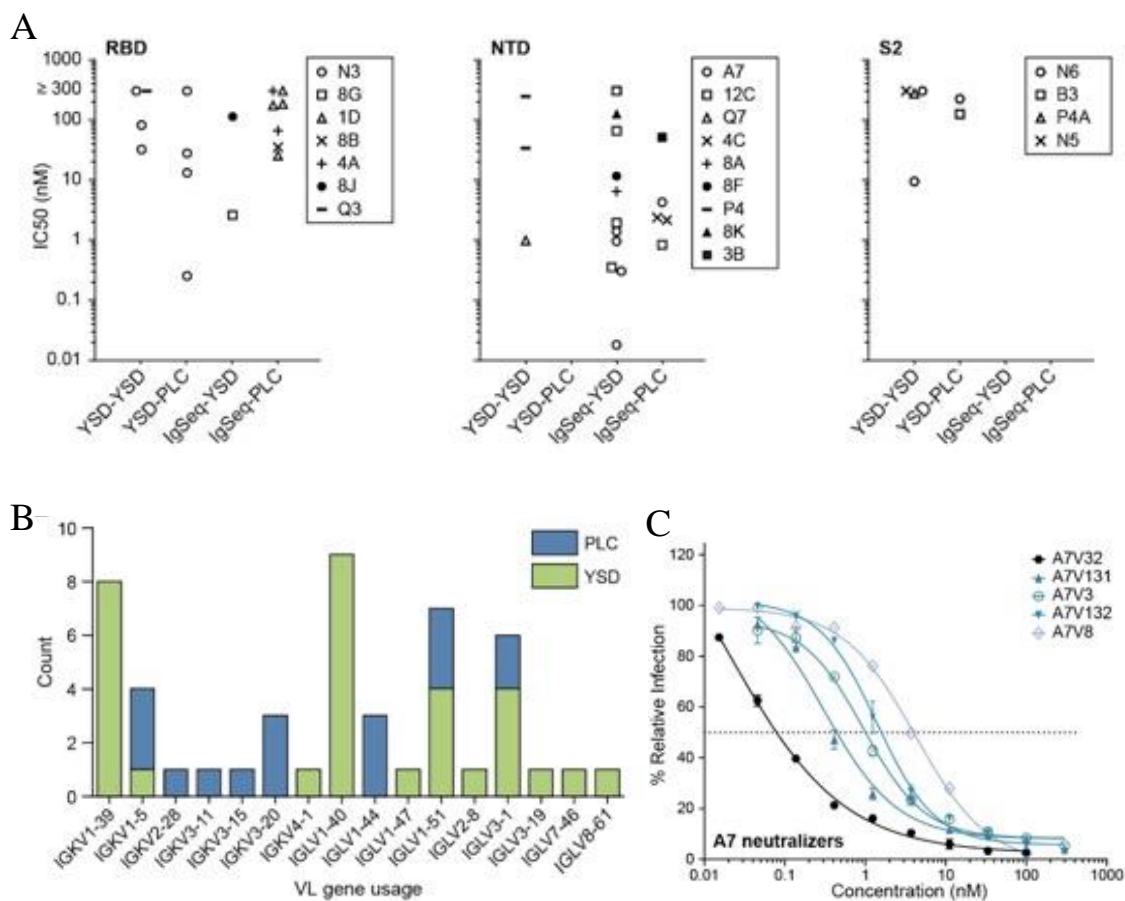 A
RBD
IC50 (nM)
1000
≥ 300
100
10
1
0.1
0.01
YSD-YSD
YSD-PLC
IgSeq-YSD
IgSeq-PLC
N3
8G
1D
8B
4A
8J
Q3
NTD
YSD-YSD
YSD-PLC
IgSeq-YSD
IgSeq-PLC
A7
12C
Q7
4C
8A
8F
P4
8K
3B
S2
YSD-YSD
YSD-PLC
IgSeq-YSD
IgSeq-PLC
N6
B3
P4A
N5
B
Count
10
8
6
4
2
0
PLC
YSD
IGKV1-39
IGKV1-5
IGKV2-28
IGKV3-11
IGKV3-15
IGKV3-20
IGKV4-1
IGLV1-40
IGLV1-44
IGLV1-47
IGLV1-51
IGLV2-8
IGLV3-1
IGLV3-19
IGLV7-46
IGLV8-61
VL gene usage
C
% Relative Infection
120
100
80
60
40
20
0
A7V32
A7V131
A7V3
A7V132
A7V8
A7 neutralizers
0.01
0.1
1
10
100
1000
Concentration (nM)